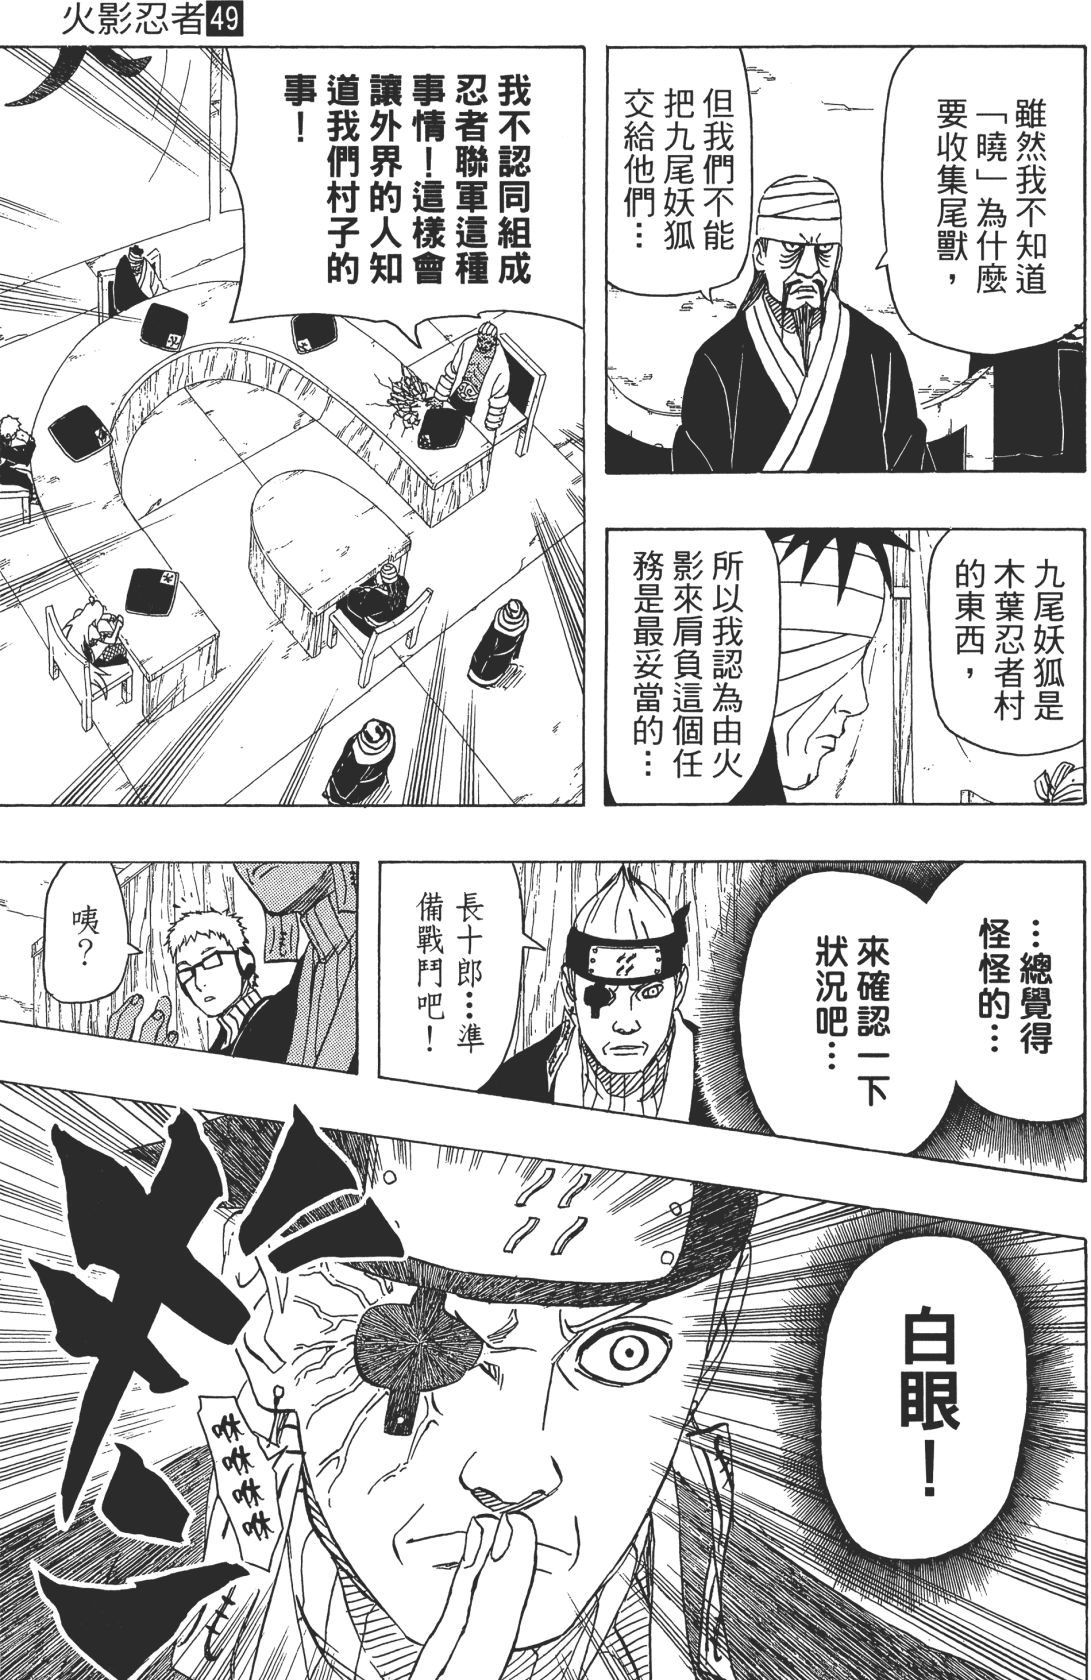 火影忍者49
雖然我不知道
「曉」為什麼
要收集尾獸，
但我們不能
把九尾妖狐
交給他們…
九尾妖狐是
木葉忍者村
的東西，
所以我認為由火
影來肩負這個任
務是最妥當的…
我不認同組成
忍者聯軍這種
事情！這樣會
讓外界的人知
道我們村子的
事！
…總覺得
怪怪的…
來確認一下
狀況吧…
長十郎…準
備戰鬥吧！
咦？
白眼！
咻咻咻咻